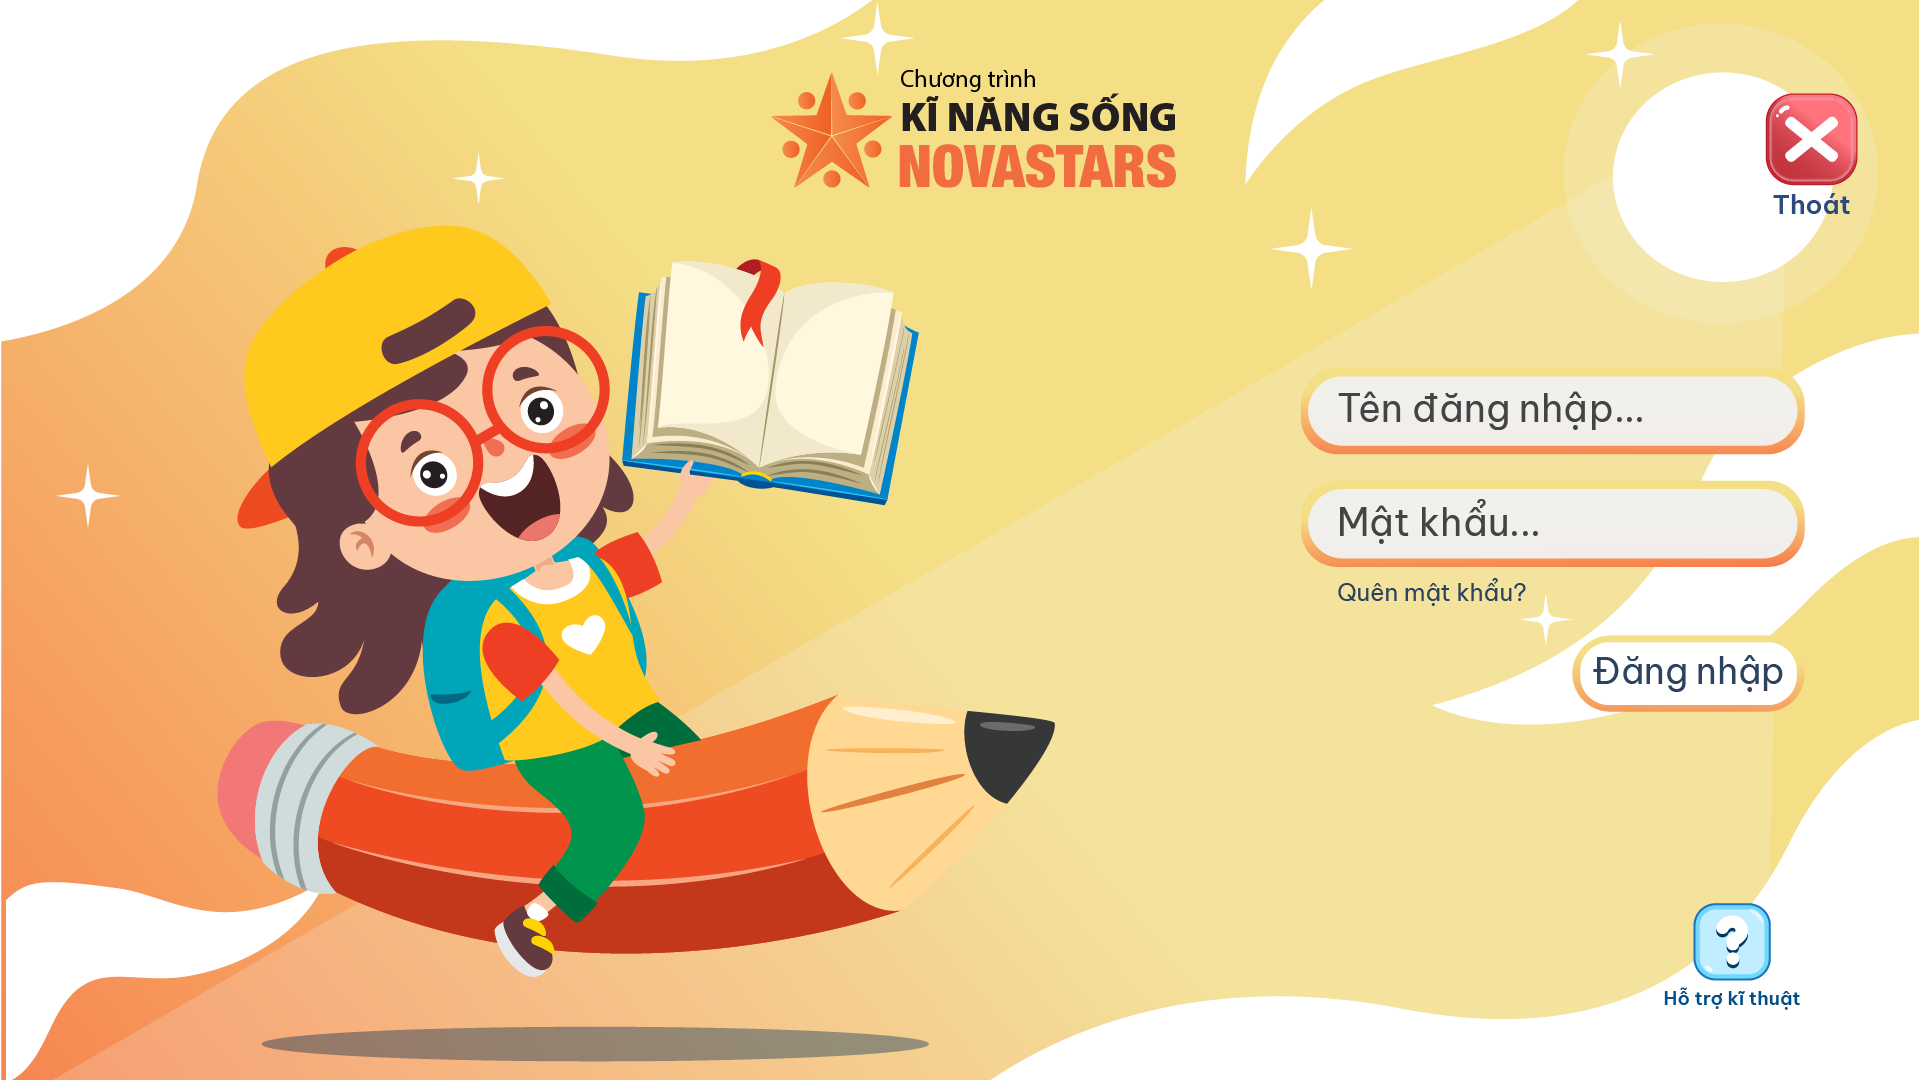 Chương trình
KĨ NĂNG SỐNG
NOVASTARS
Thoát
Tên đăng nhập...
Mật khẩu...
Quên mật khẩu?
Đăng nhập
Hỗ trợ kĩ thuật